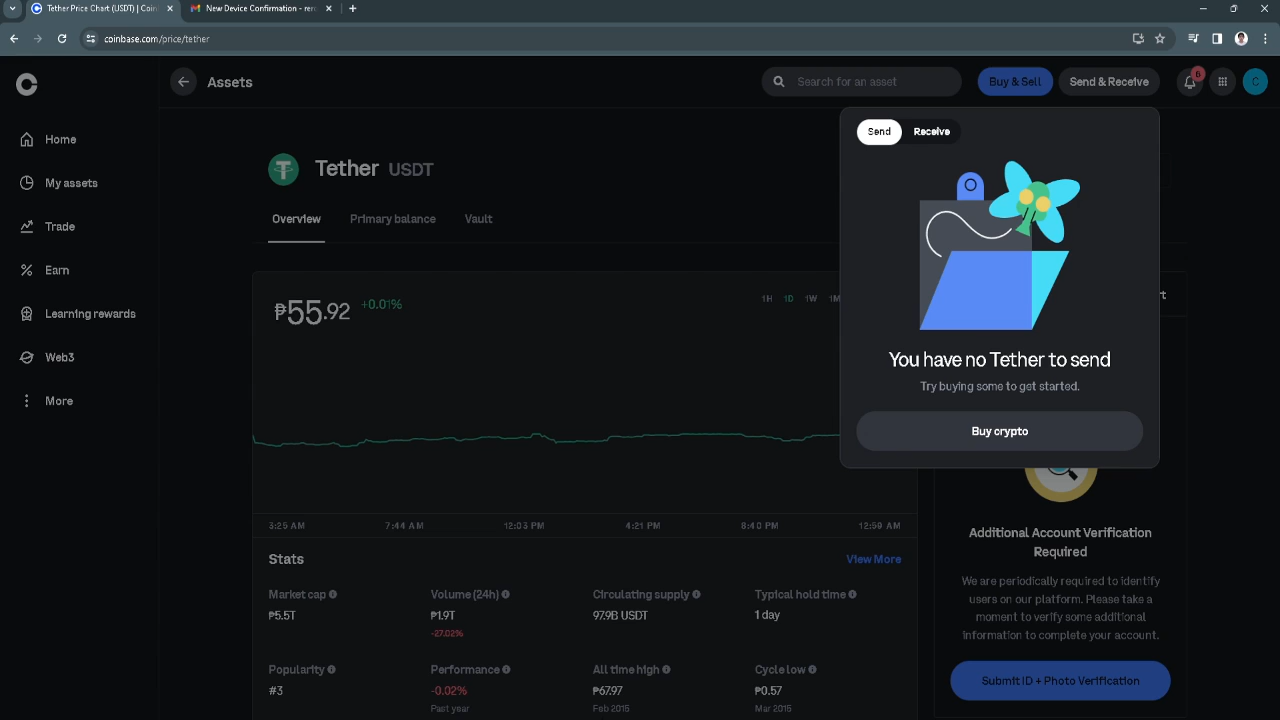 Tether Price Chart (USDT) | Coin
New Device Confirmation - rer
coinbase.com/price/tether
Assets
Search for an asset
Buy & Sell
Send & Receive
6
C
Home
My assets
Trade
Earn
Learning rewards
Web3
More
Tether USDT
Overview
Primary balance
Vault
₱55.92
+0.01%
1H 1D 1W 1M
Send
Receive
You have no Tether to send
Try buying some to get started.
Buy crypto
3:25 AM 7:44 AM 12:03 PM 4:21 PM 8:40 PM 12:59 AM
Stats
View More
Market cap
₱5.5T
Volume (24h)
₱1.9T
-27.02%
Circulating supply
97.9B USDT
Typical hold time
1 day
Popularity
#3
Performance
-0.02%
Past year
All time high
₱67.97
Feb 2015
Cycle low
₱0.57
Mar 2015
Additional Account Verification
Required
We are periodically required to identify
users on our platform. Please take a
moment to verify some additional
information to complete your account.
Submit ID + Photo Verification